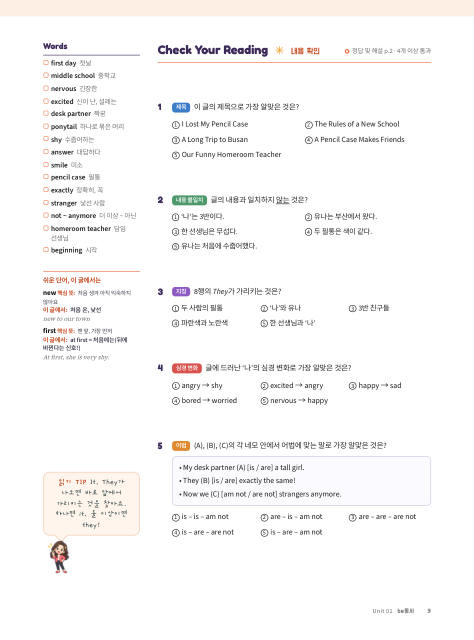 Words
first day 첫날
middle school 중학교
nervous 긴장한
excited 신이 난, 설레는
desk partner 짝꿍
ponytail 하나로 묶은 머리
shy 수줍어하는
answer 대답하다
smile 미소
pencil case 필통
exactly 정확히, 꼭
stranger 낯선 사람
not ~ anymore 더 이상 ~ 아닌
homeroom teacher 담임
선생님
beginning 시작
쉬운 단어, 이 글에서는
new 핵심 뜻: 처음 생겨 아직 익숙하지
않아요
이 글에서: 처음 온, 낯선
new to our town
first 핵심 뜻: 맨 앞, 가장 먼저
이 글에서: at first = 처음에는(뒤에
바뀐다는 신호!)
At first, she is very shy.
읽기 TIP It, They가
나오면 바로 앞에서
가리키는 것을 찾아요.
하나면 it, 둘 이상이면
they!
Check Your Reading 내용 확인
정답 및 해설 p.2 · 4개 이상 통과
1 제목 이 글의 제목으로 가장 알맞은 것은?
① I Lost My Pencil Case ② The Rules of a New School
③ A Long Trip to Busan ④ A Pencil Case Makes Friends
⑤ Our Funny Homeroom Teacher
2 내용 불일치 글의 내용과 일치하지 않는 것은?
① ‘나’는 3반이다. ② 유나는 부산에서 왔다.
③ 한 선생님은 무섭다. ④ 두 필통은 색이 같다.
⑤ 유나는 처음에 수줍어했다.
3 지칭 8행의 They가 가리키는 것은?
① 두 사람의 필통 ② ‘나’와 유나 ③ 3반 친구들
④ 파란색과 노란색 ⑤ 한 선생님과 ‘나’
4 심경 변화 글에 드러난 ‘나’의 심경 변화로 가장 알맞은 것은?
① angry → shy ② excited → angry ③ happy → sad
④ bored → worried ⑤ nervous → happy
5 어법 (A), (B), (C)의 각 네모 안에서 어법에 맞는 말로 가장 알맞은 것은?
• My desk partner (A) [is / are] a tall girl.
• They (B) [is / are] exactly the same!
• Now we (C) [am not / are not] strangers anymore.
① is – is – am not ② are – is – am not ③ are – are – are not
④ is – are – are not ⑤ is – are – am not
Unit 01 be동사 9